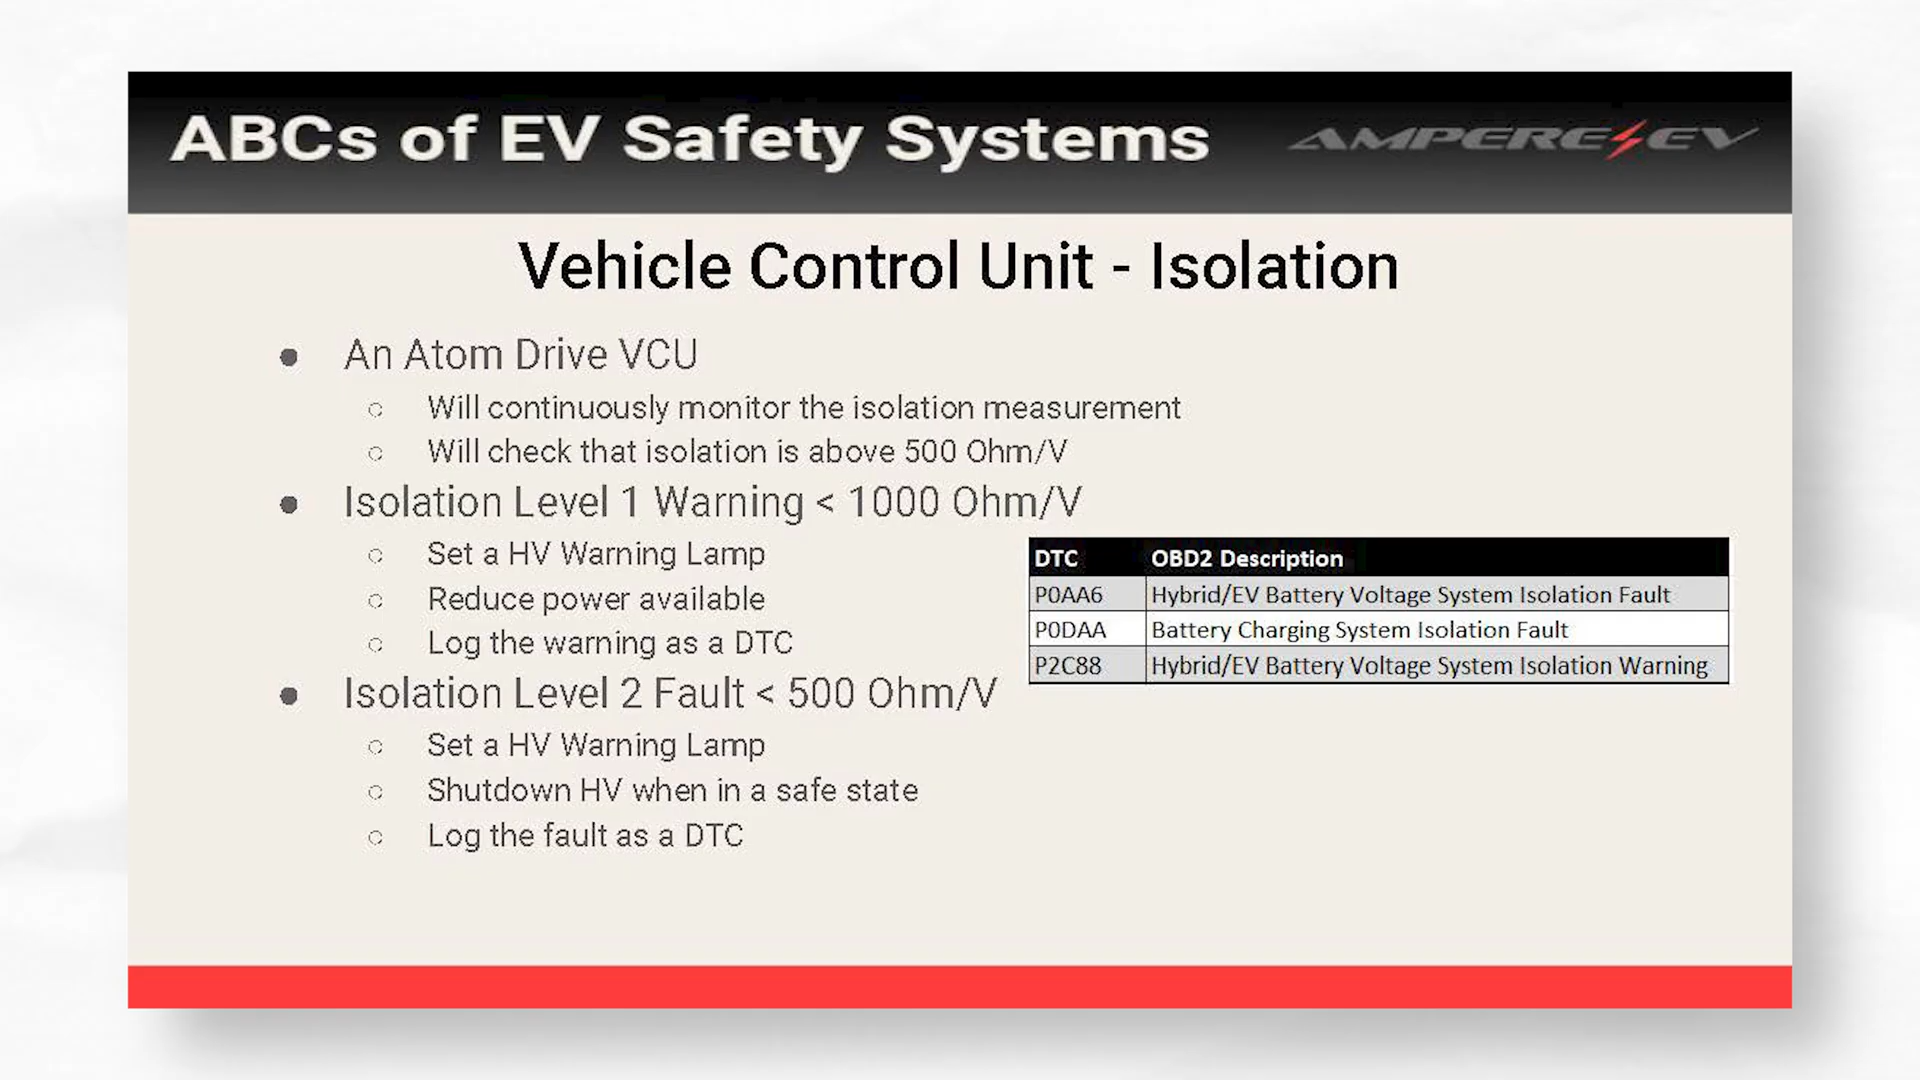 ABCs of EV Safety Systems
AMPERE EV
Vehicle Control Unit - Isolation
● An Atom Drive VCU
○ Will continuously monitor the isolation measurement
○ Will check that isolation is above 500 Ohm/V
● Isolation Level 1 Warning < 1000 Ohm/V
○ Set a HV Warning Lamp
○ Reduce power available
○ Log the warning as a DTC
● Isolation Level 2 Fault < 500 Ohm/V
○ Set a HV Warning Lamp
○ Shutdown HV when in a safe state
○ Log the fault as a DTC
DTC OBD2 Description
P0AA6 Hybrid/EV Battery Voltage System Isolation Fault
P0DAA Battery Charging System Isolation Fault
P2C88 Hybrid/EV Battery Voltage System Isolation Warning